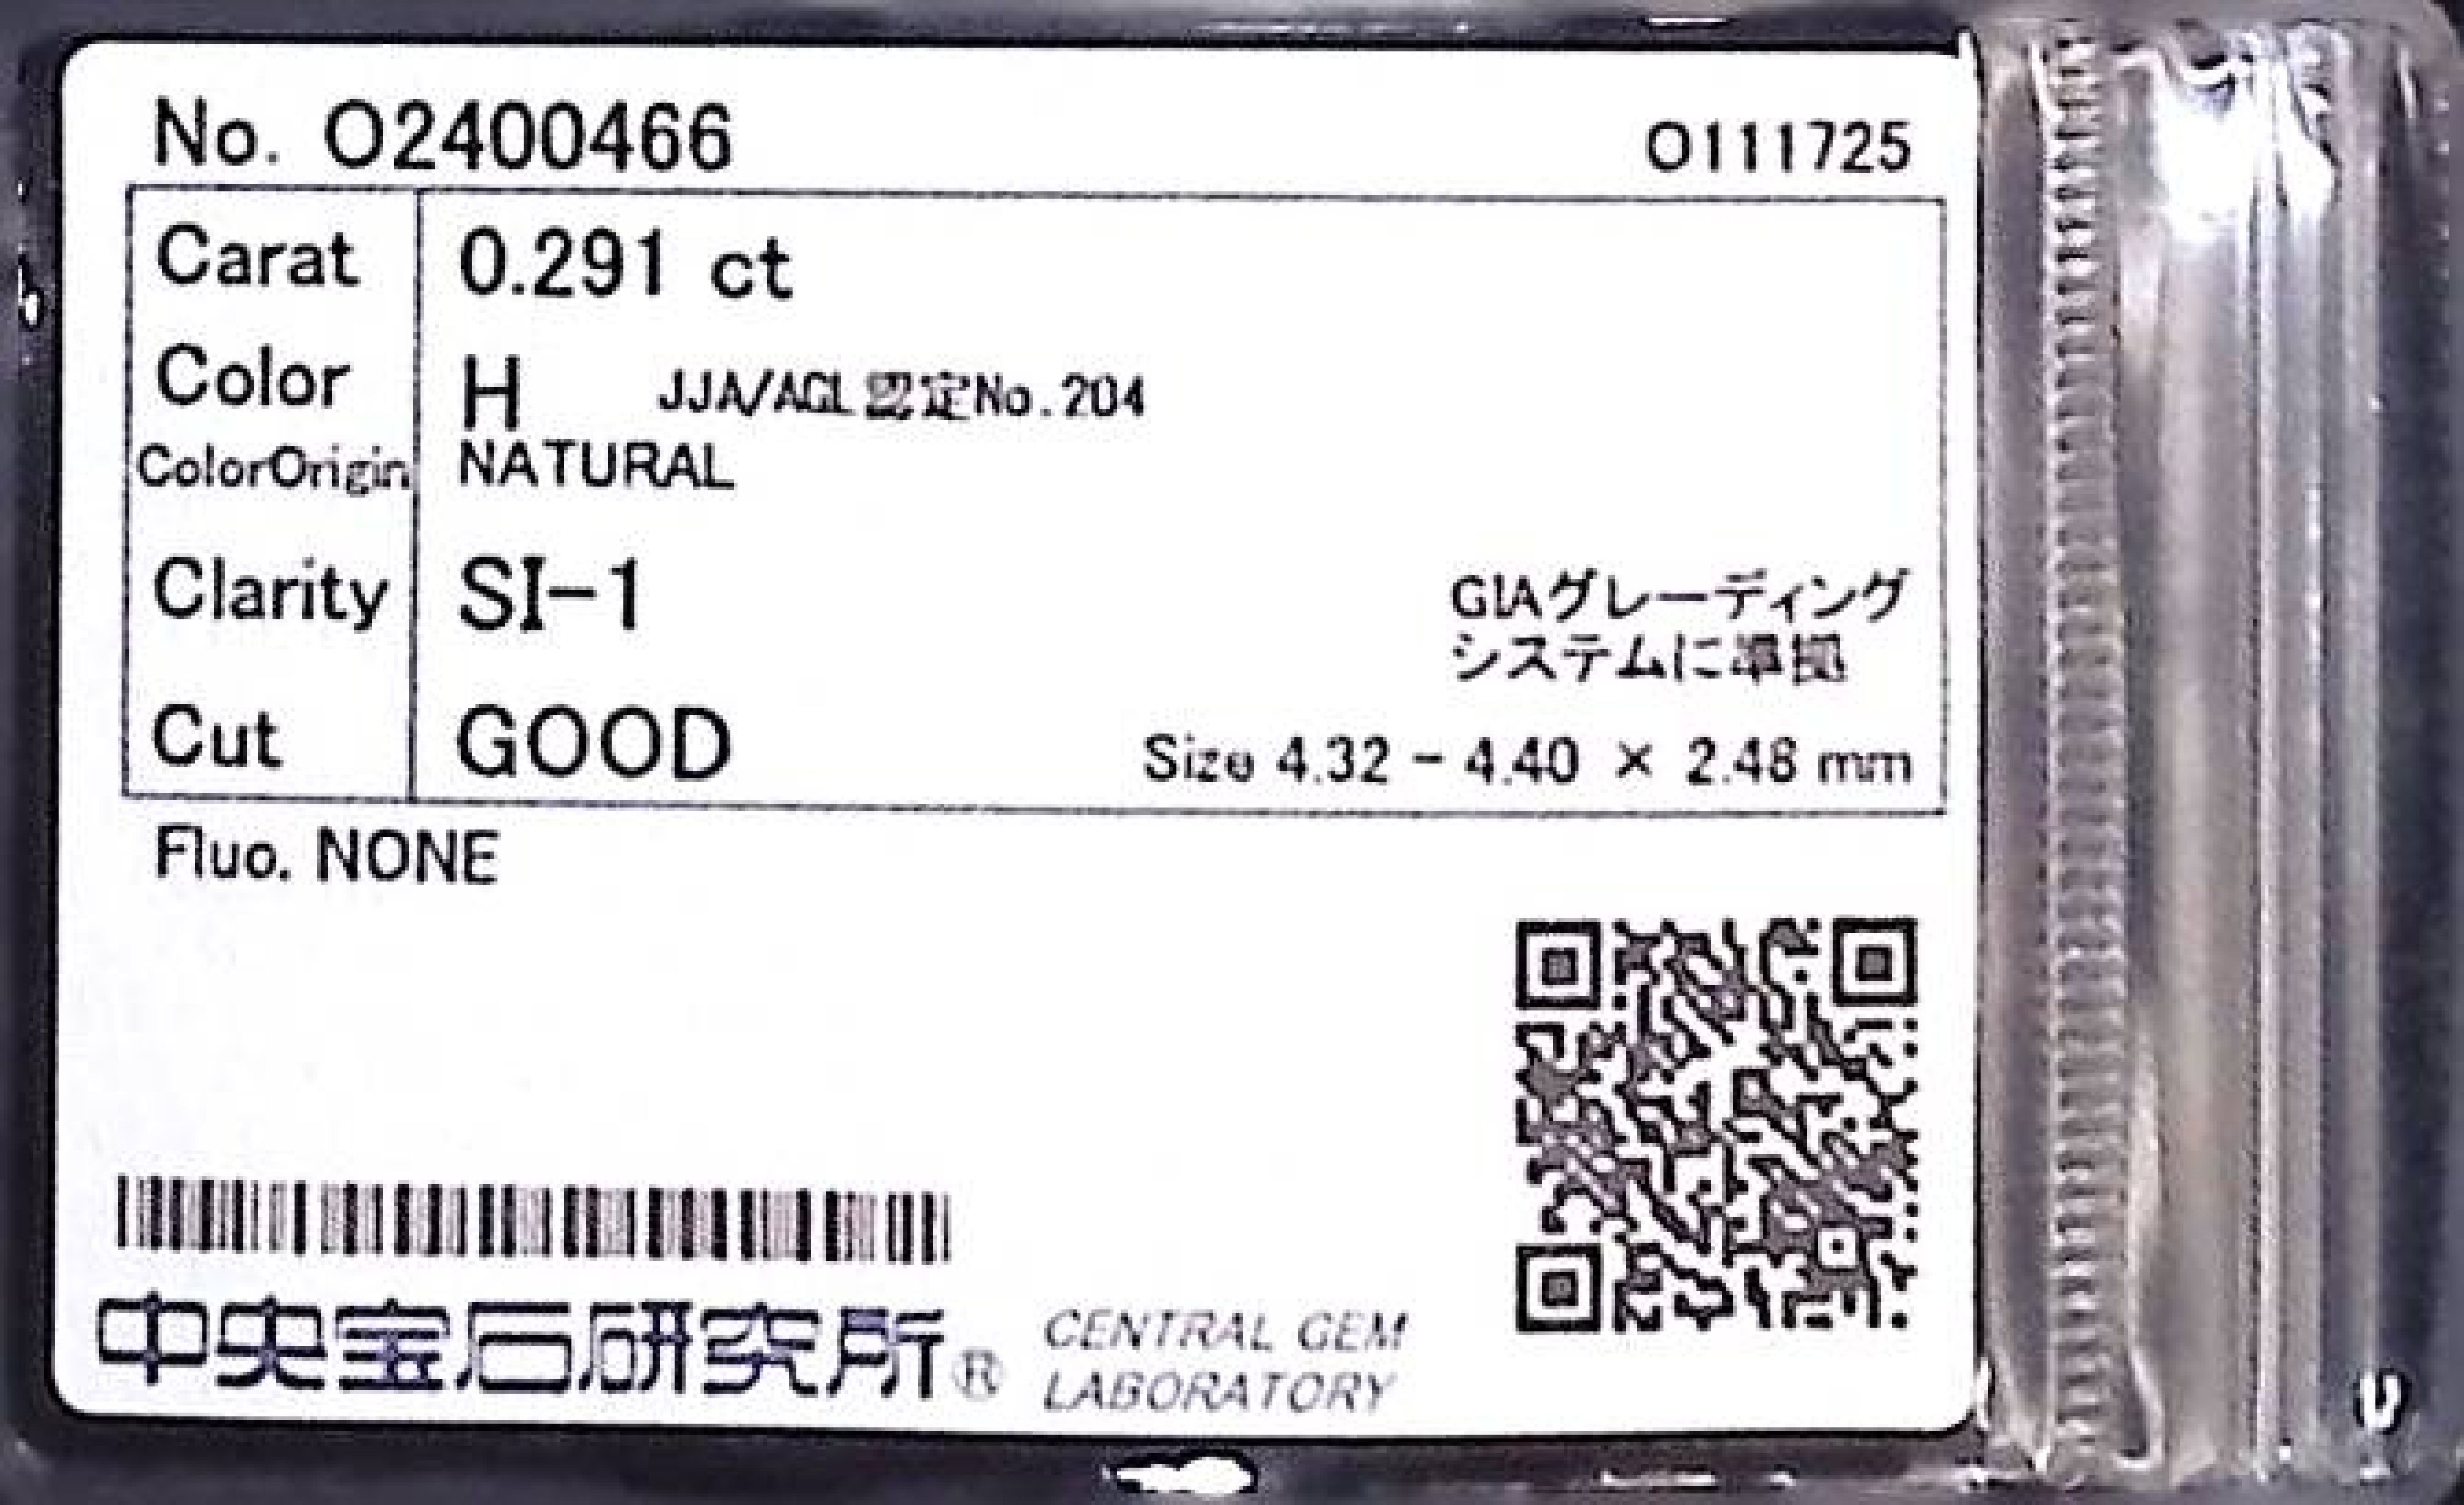 No. O2400466
O111725
Carat 0.291 ct
Color H JJA/AGL認定No.204
ColorOrigin NATURAL
Clarity SI-1
GIAグレーディング
システムに準拠
Cut GOOD
Size 4.32 - 4.40 × 2.48 mm
Fluo. NONE
中央宝石研究所®
CENTRAL GEM
LABORATORY